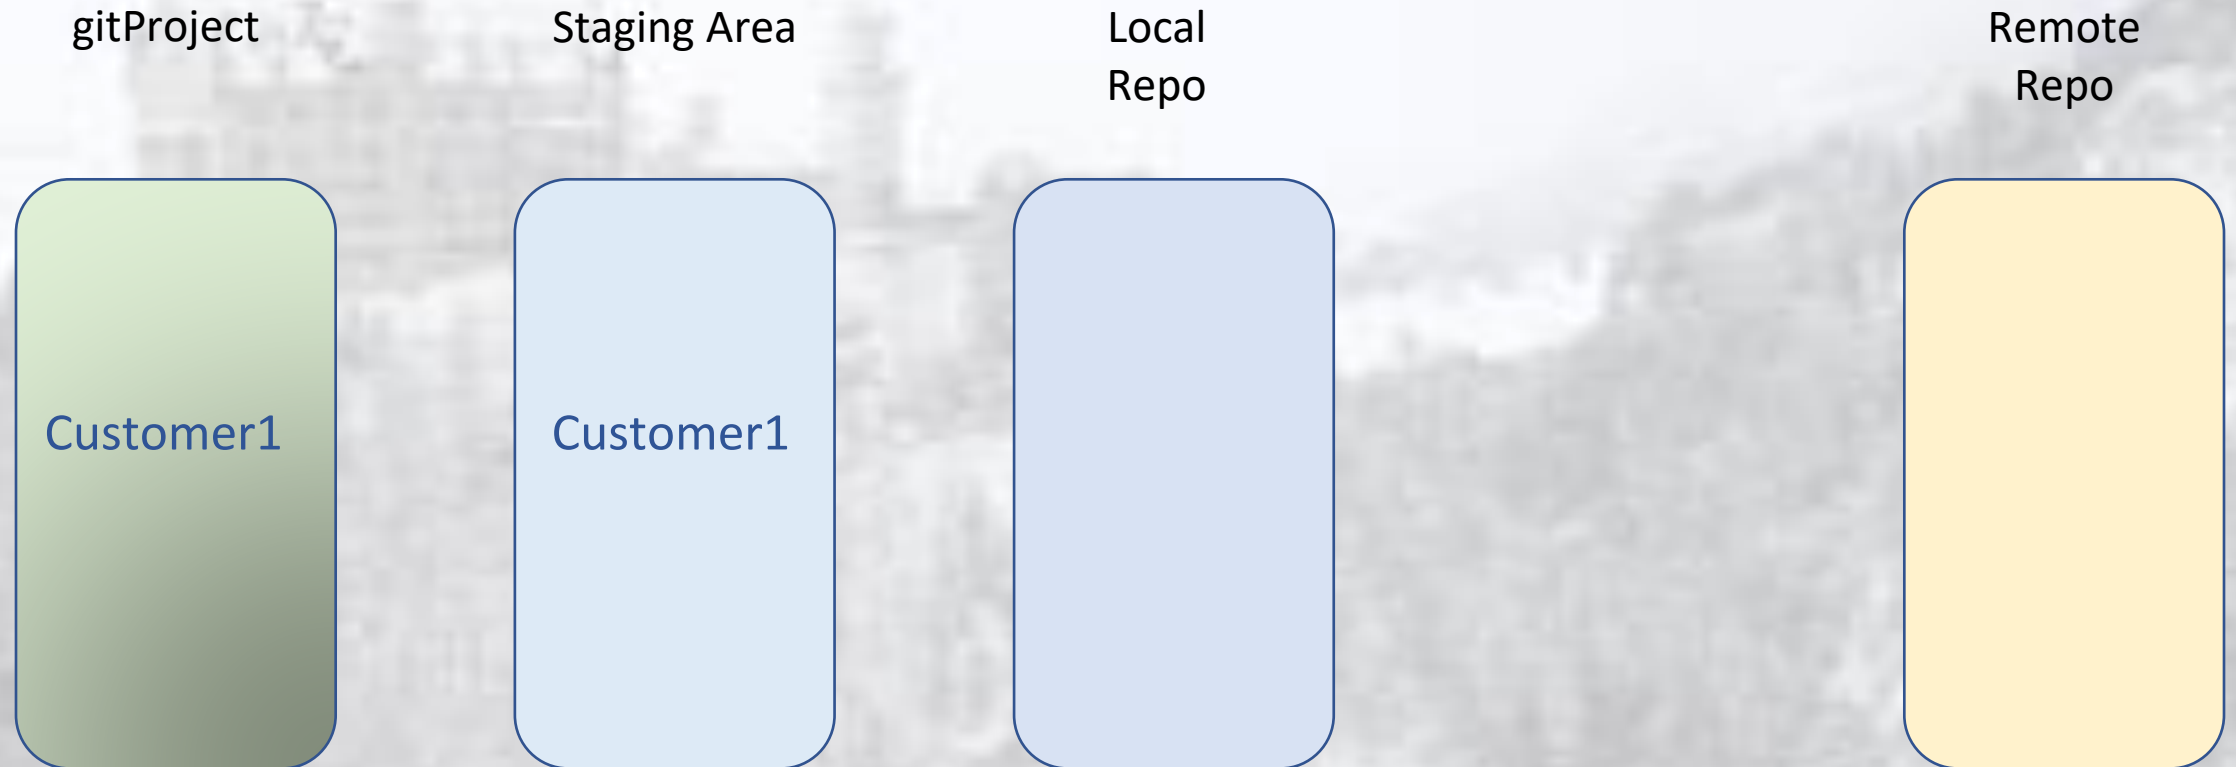 gitProject
Staging Area
Local
Repo
Remote
Repo
Customer1
Customer1